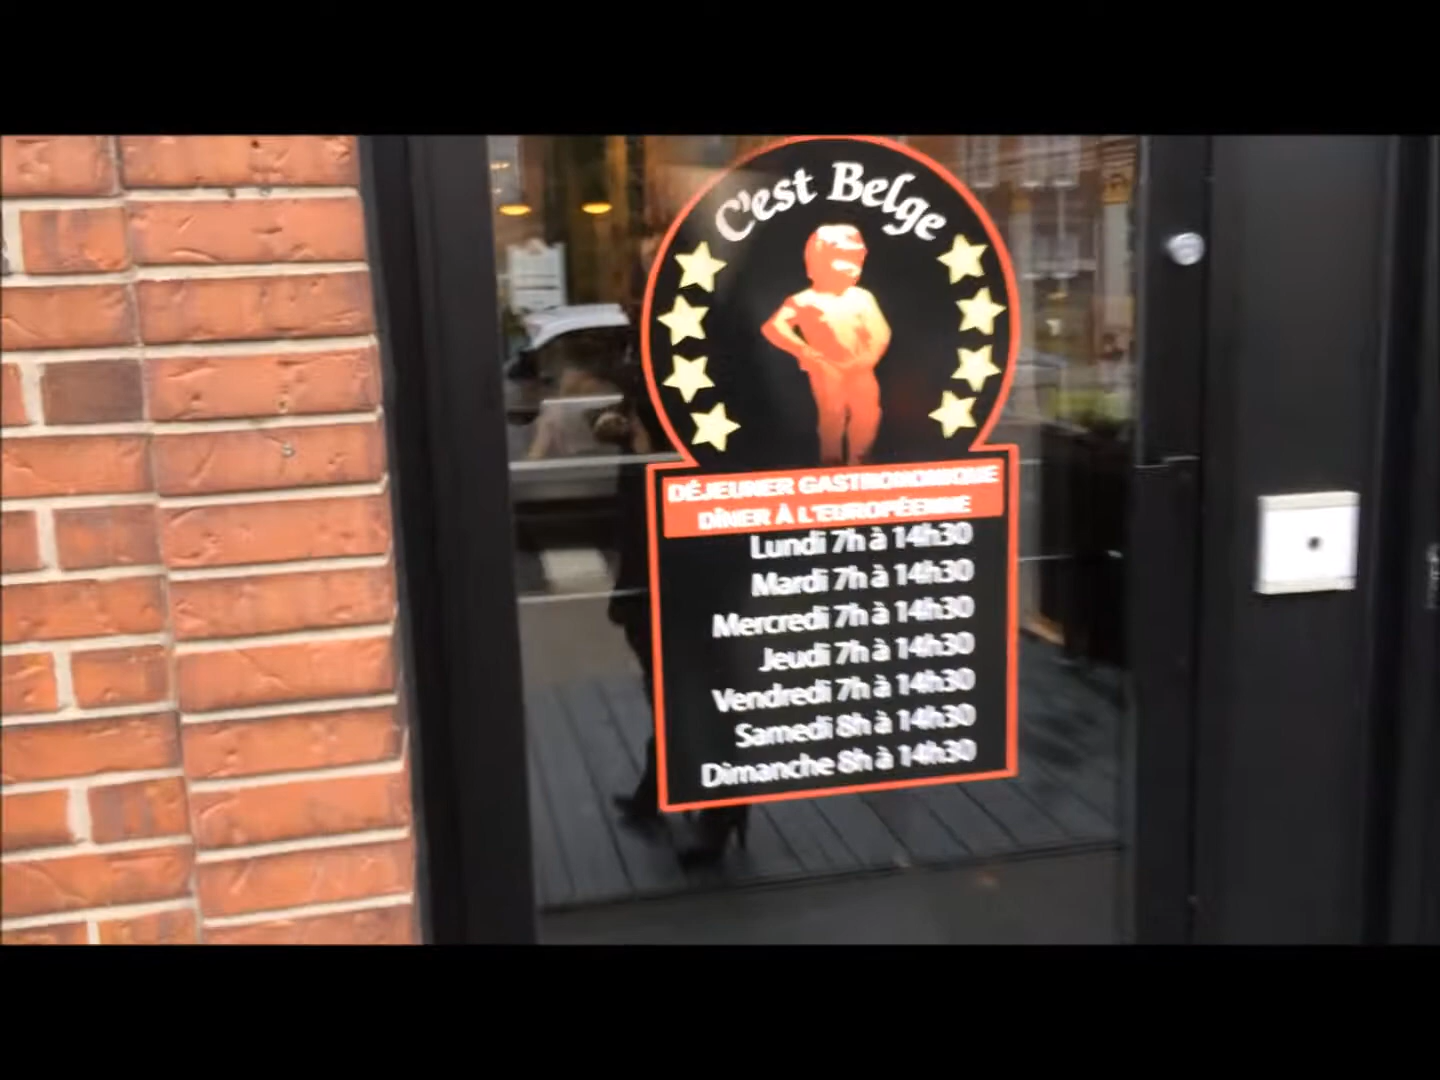 C'est Belge
DÉJEUNER GASTRONOMIQUE
DÎNER À L'EUROPÉENNE
Lundi 7h à 14h30
Mardi 7h à 14h30
Mercredi 7h à 14h30
Jeudi 7h à 14h30
Vendredi 7h à 14h30
Samedi 8h à 14h30
Dimanche 8h à 14h30